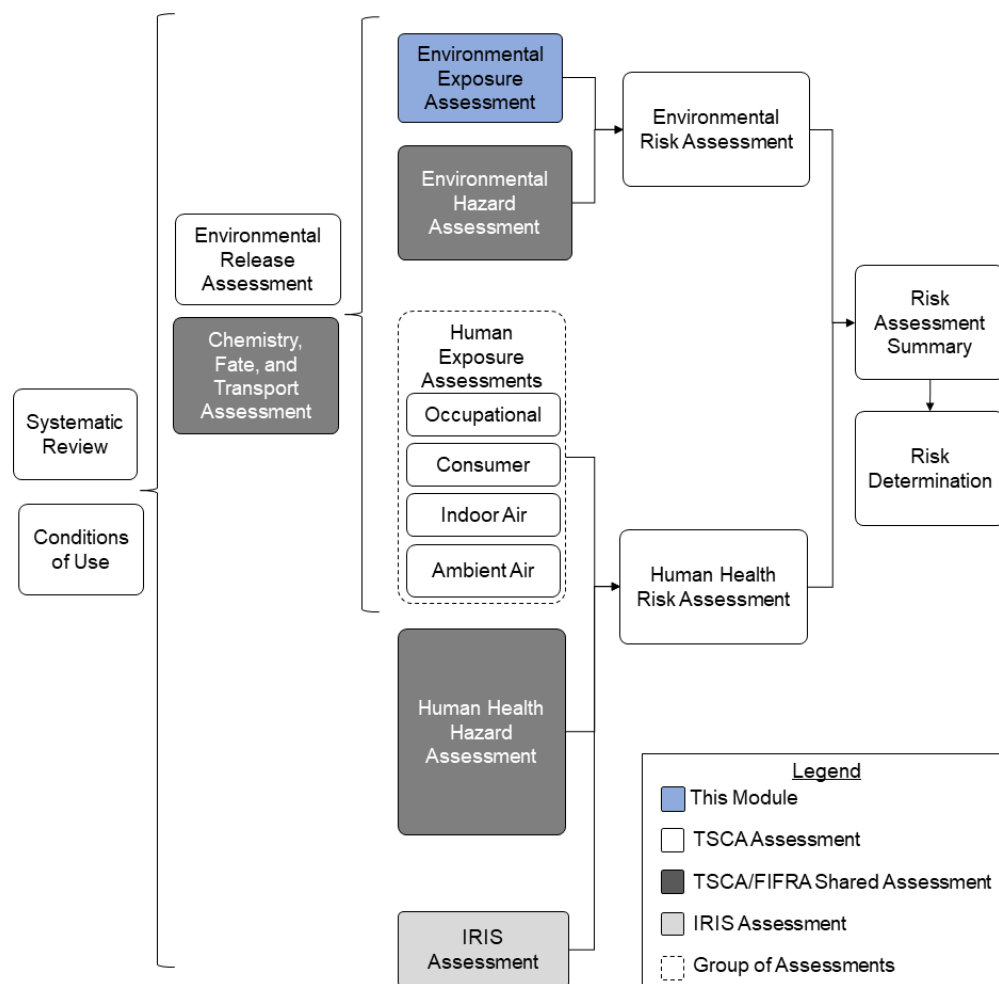 Systematic
Review
Conditions
of Use
Environmental
Release
Assessment
Chemistry,
Fate, and
Transport
Assessment
Environmental
Exposure
Assessment
Environmental
Hazard
Assessment
Human
Exposure
Assessments
Occupational
Consumer
Indoor Air
Ambient Air
Human Health
Hazard
Assessment
IRIS
Assessment
Environmental
Risk Assessment
Human Health
Risk Assessment
Risk
Assessment
Summary
Risk
Determination
Legend
This Module
TSCA Assessment
TSCA/FIFRA Shared Assessment
IRIS Assessment
Group of Assessments